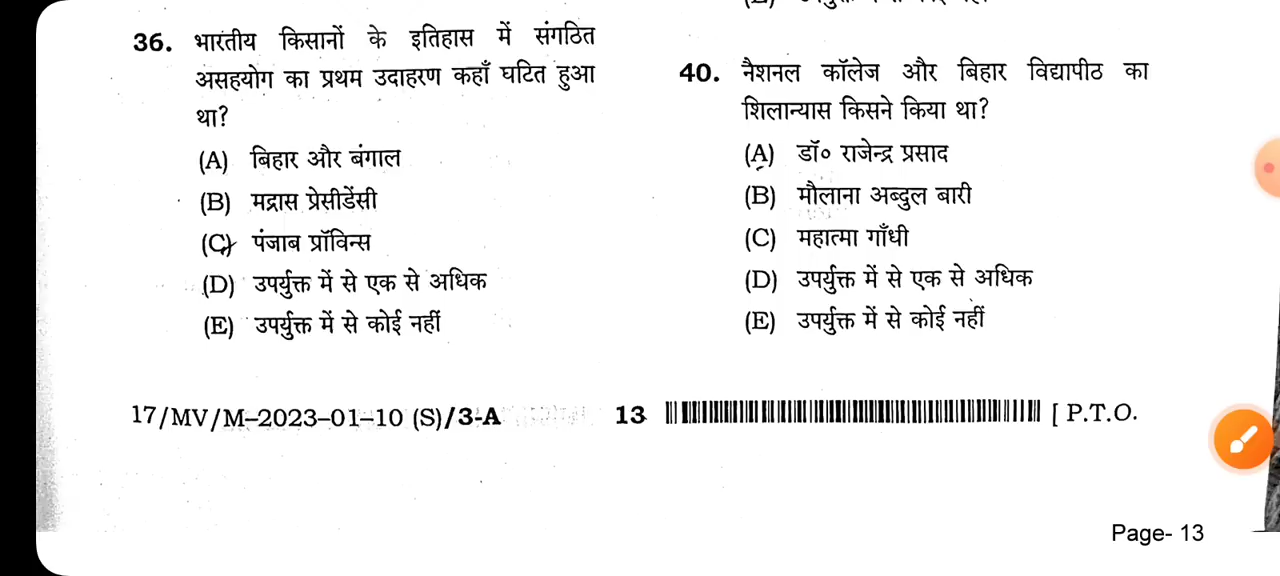 36. भारतीय किसानों के इतिहास में संगठित
असहयोग का प्रथम उदाहरण कहाँ घटित हुआ
था?
(A) बिहार और बंगाल
(B) मद्रास प्रेसीडेंसी
(C) पंजाब प्रॉविन्स
(D) उपर्युक्त में से एक से अधिक
(E) उपर्युक्त में से कोई नहीं
40. नैशनल कॉलेज और बिहार विद्यापीठ का
शिलान्यास किसने किया था?
(A) डॉ० राजेन्द्र प्रसाद
(B) मौलाना अब्दुल बारी
(C) महात्मा गाँधी
(D) उपर्युक्त में से एक से अधिक
(E) उपर्युक्त में से कोई नहीं
17/MV/M–2023–01–10 (S)/3-A 13 [ P.T.O.
Page- 13